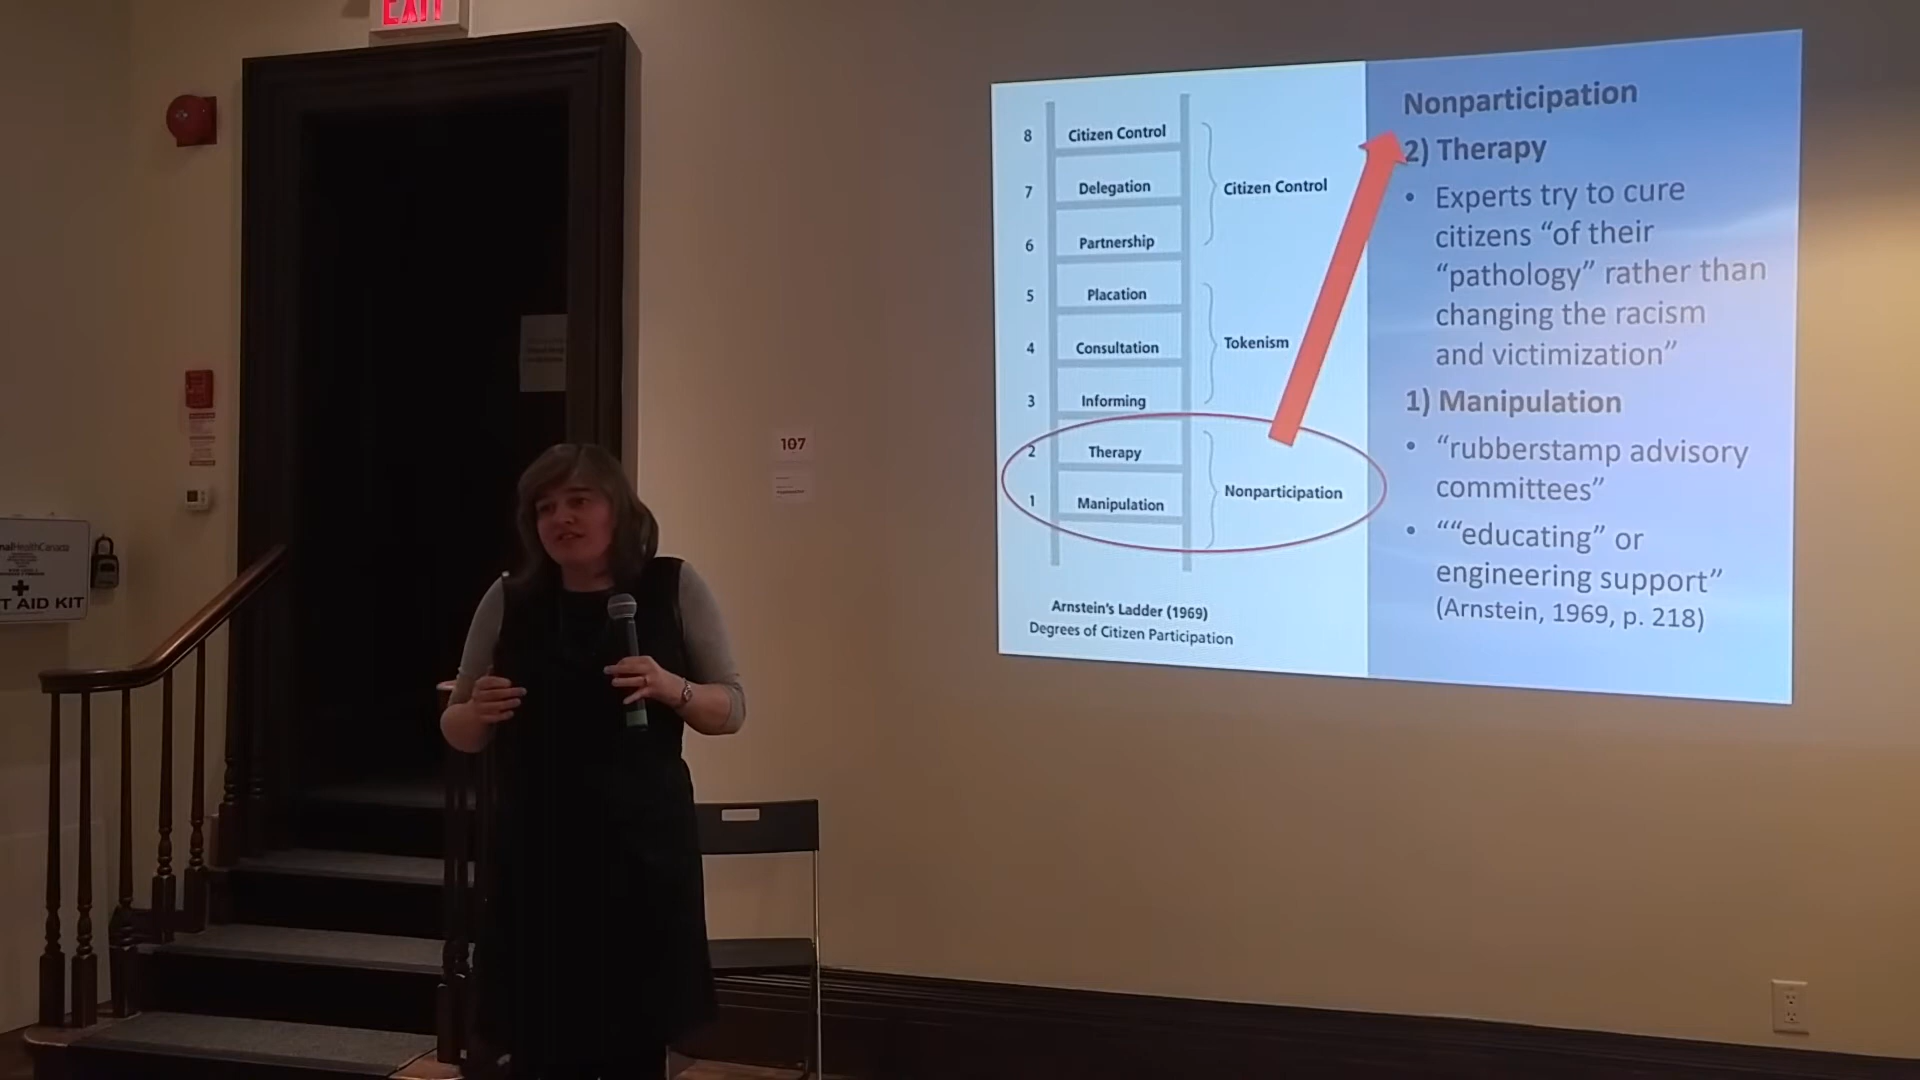 EXIT
107
nalHealthCanada
T AID KIT
8 Citizen Control
7 Delegation
6 Partnership
5 Placation
4 Consultation
3 Informing
2 Therapy
1 Manipulation
Citizen Control
Tokenism
Nonparticipation
Arnstein's Ladder (1969)
Degrees of Citizen Participation
Nonparticipation
2) Therapy
• Experts try to cure
citizens “of their
“pathology” rather than
changing the racism
and victimization”
1) Manipulation
• “rubberstamp advisory
committees”
• ““educating” or
engineering support”
(Arnstein, 1969, p. 218)